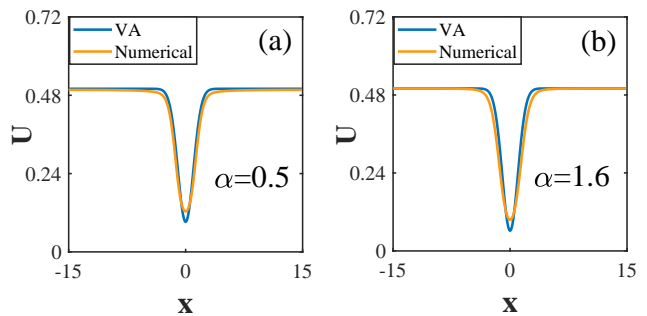 0.72
VA
Numerical
(a)
0.48
U
0.24
α=0.5
0
-15
0
15
x
0.72
VA
Numerical
(b)
0.48
U
0.24
α=1.6
0
-15
0
15
x